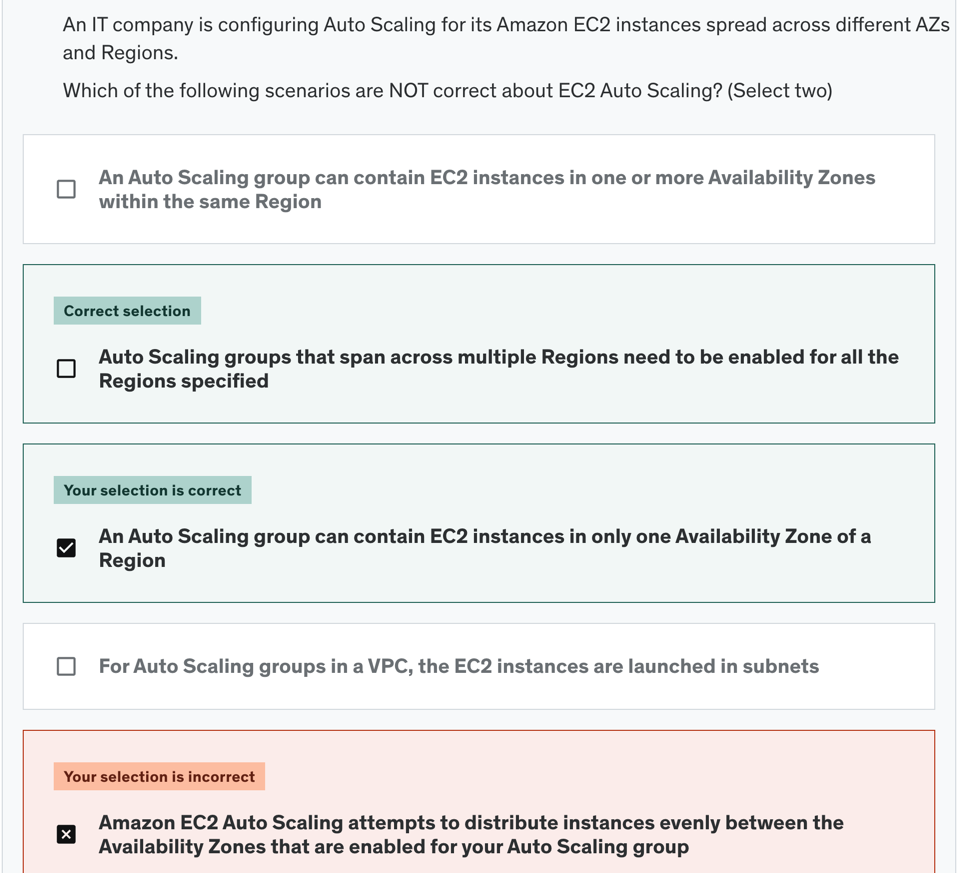 An IT company is configuring Auto Scaling for its Amazon EC2 instances spread across different AZs
and Regions.
Which of the following scenarios are NOT correct about EC2 Auto Scaling? (Select two)
An Auto Scaling group can contain EC2 instances in one or more Availability Zones
within the same Region
Correct selection
Auto Scaling groups that span across multiple Regions need to be enabled for all the
Regions specified
Your selection is correct
An Auto Scaling group can contain EC2 instances in only one Availability Zone of a
Region
For Auto Scaling groups in a VPC, the EC2 instances are launched in subnets
Your selection is incorrect
Amazon EC2 Auto Scaling attempts to distribute instances evenly between the
Availability Zones that are enabled for your Auto Scaling group